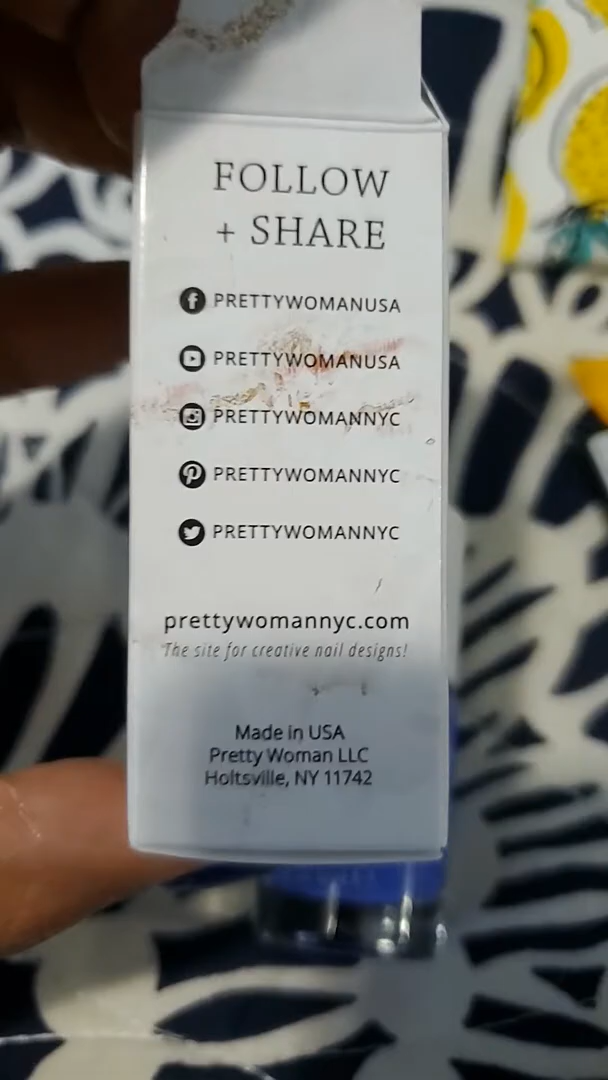 FOLLOW
+ SHARE
PRETTYWOMANUSA
PRETTYWOMANUSA
PRETTYWOMANNYC
PRETTYWOMANNYC
PRETTYWOMANNYC
prettywomannyc.com
The site for creative nail designs!
Made in USA
Pretty Woman LLC
Holtsville, NY 11742